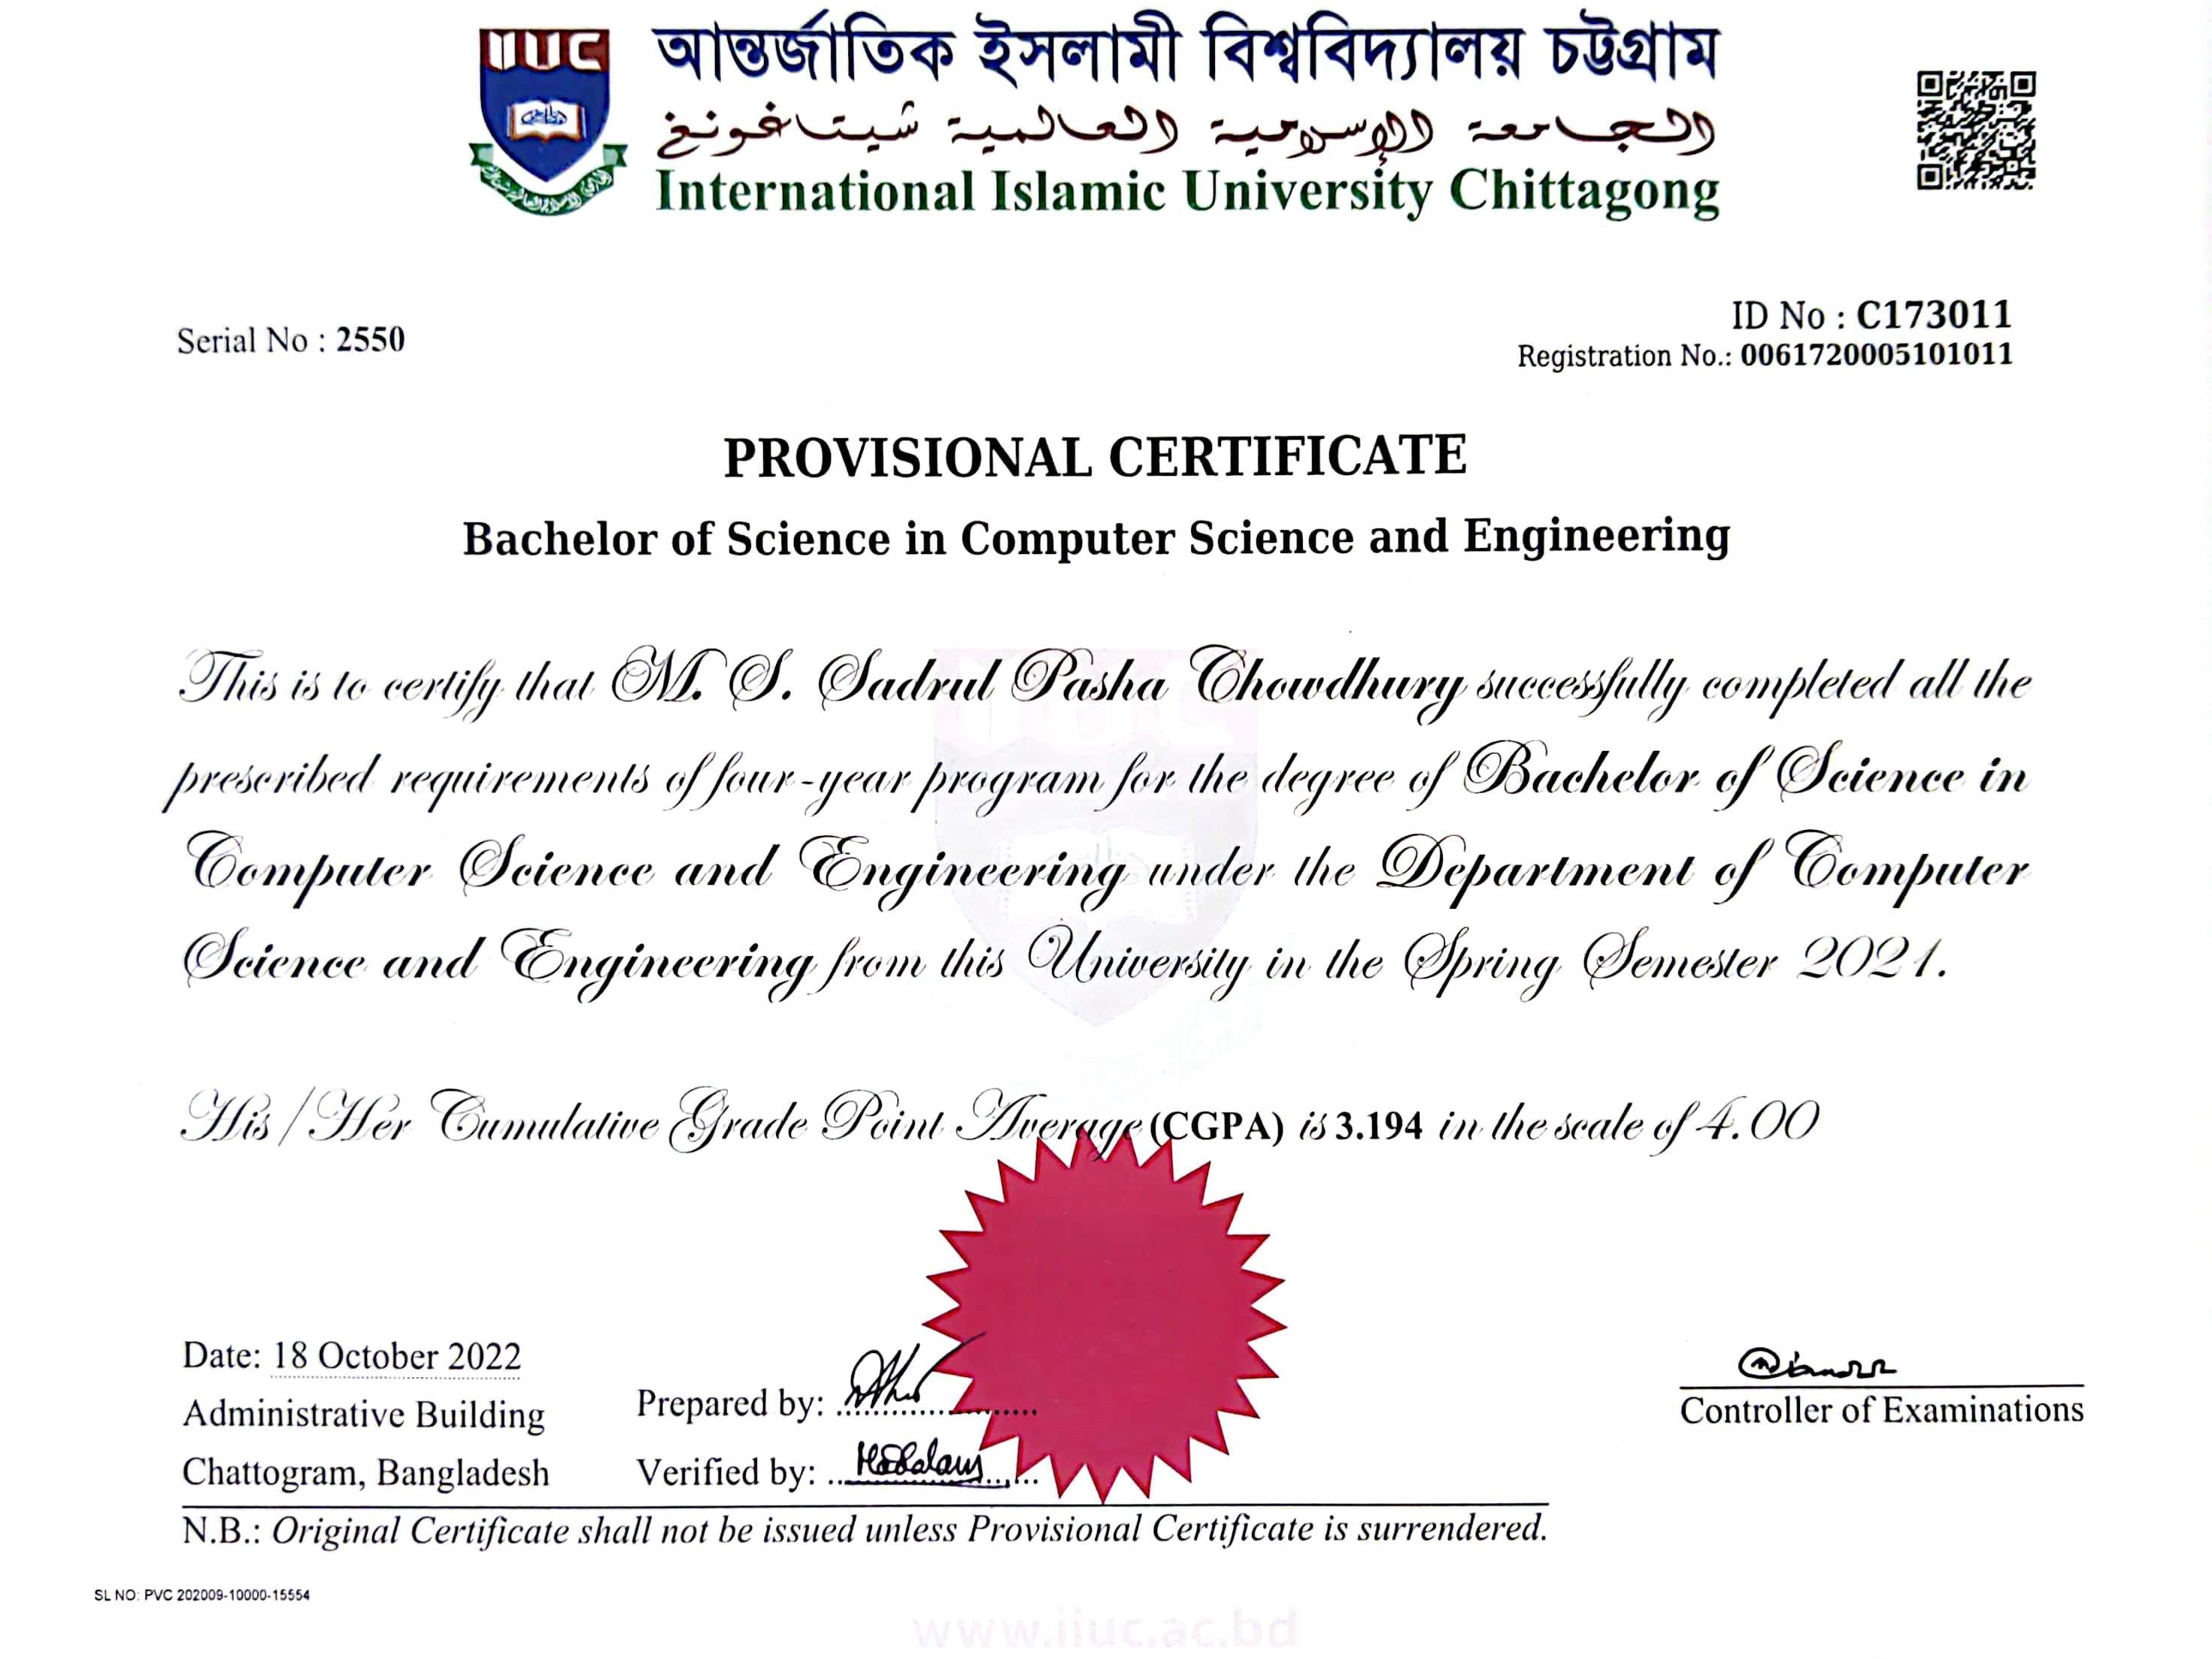 IIUC
আন্তর্জাতিক ইসলামী বিশ্ববিদ্যালয় চট্টগ্রাম
الجامعة الإسلامية العالمية شيتاغونغ
International Islamic University Chittagong
Serial No : 2550
ID No : C173011
Registration No.: 0061720005101011
PROVISIONAL CERTIFICATE
Bachelor of Science in Computer Science and Engineering
This is to certify that M. S. Sadrul Pasha Chowdhury successfully completed all the
prescribed requirements of four-year program for the degree of Bachelor of Science in
Computer Science and Engineering under the Department of Computer
Science and Engineering from this University in the Spring Semester 2021.
His/Her Cumulative Grade Point Average (CGPA) is 3.194 in the scale of 4.00
Date: 18 October 2022
Administrative Building
Chattogram, Bangladesh
Prepared by:
Verified by:
Controller of Examinations
N.B.: Original Certificate shall not be issued unless Provisional Certificate is surrendered.
SL NO: PVC 202009-10000-15554
www.iiuc.ac.bd